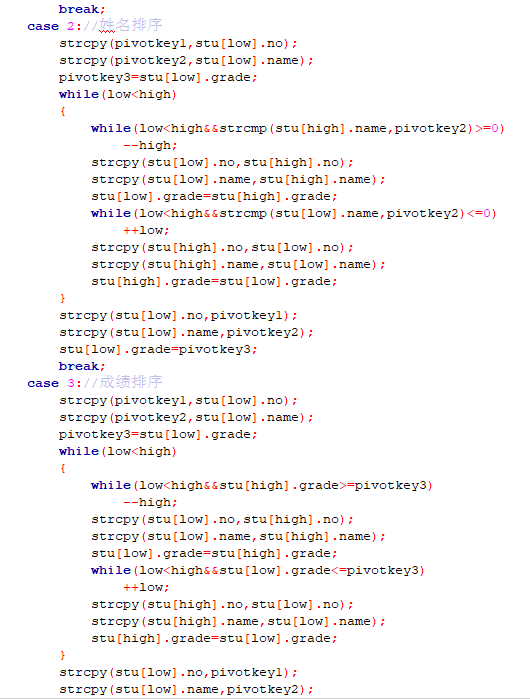 break;
case 2://姓名排序
strcpy(pivotkey1,stu[low].no);
strcpy(pivotkey2,stu[low].name);
pivotkey3=stu[low].grade;
while(low<high)
{
while(low<high&&strcmp(stu[high].name,pivotkey2)>=0)
--high;
strcpy(stu[low].no,stu[high].no);
strcpy(stu[low].name,stu[high].name);
stu[low].grade=stu[high].grade;
while(low<high&&strcmp(stu[low].name,pivotkey2)<=0)
++low;
strcpy(stu[high].no,stu[low].no);
strcpy(stu[high].name,stu[low].name);
stu[high].grade=stu[low].grade;
}
strcpy(stu[low].no,pivotkey1);
strcpy(stu[low].name,pivotkey2);
stu[low].grade=pivotkey3;
break;
case 3://成绩排序
strcpy(pivotkey1,stu[low].no);
strcpy(pivotkey2,stu[low].name);
pivotkey3=stu[low].grade;
while(low<high)
{
while(low<high&&stu[high].grade>=pivotkey3)
--high;
strcpy(stu[low].no,stu[high].no);
strcpy(stu[low].name,stu[high].name);
stu[low].grade=stu[high].grade;
while(low<high&&stu[low].grade<=pivotkey3)
++low;
strcpy(stu[high].no,stu[low].no);
strcpy(stu[high].name,stu[low].name);
stu[high].grade=stu[low].grade;
}
strcpy(stu[low].no,pivotkey1);
strcpy(stu[low].name,pivotkey2);